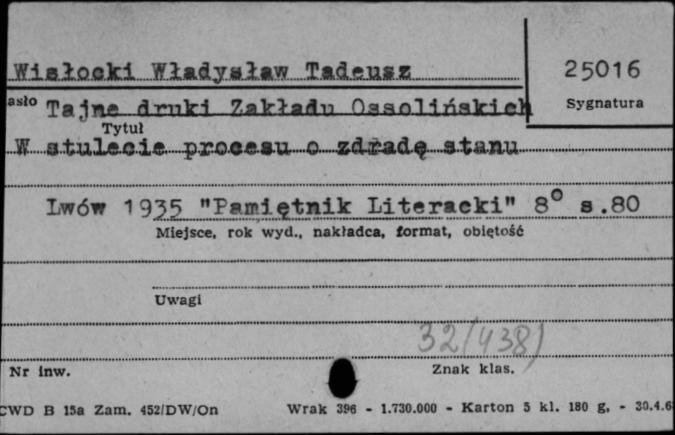 Wisłocki Władysław Tadeusz
25016
asło
Tajne druki Zakładu Ossolińskich
Sygnatura
Tytuł
W stulecie procesu o zdradę stanu
Lwów 1935 "Pamiętnik Literacki" 8° s.80
Miejsce, rok wyd., nakładca, format, objętość
Uwagi
32/438)
Nr inw.
Znak klas.
CWD B 15a Zam. 452/DW/On
Wrak 396 - 1.730.000 - Karton 5 kl. 180 g, - 30.4.6